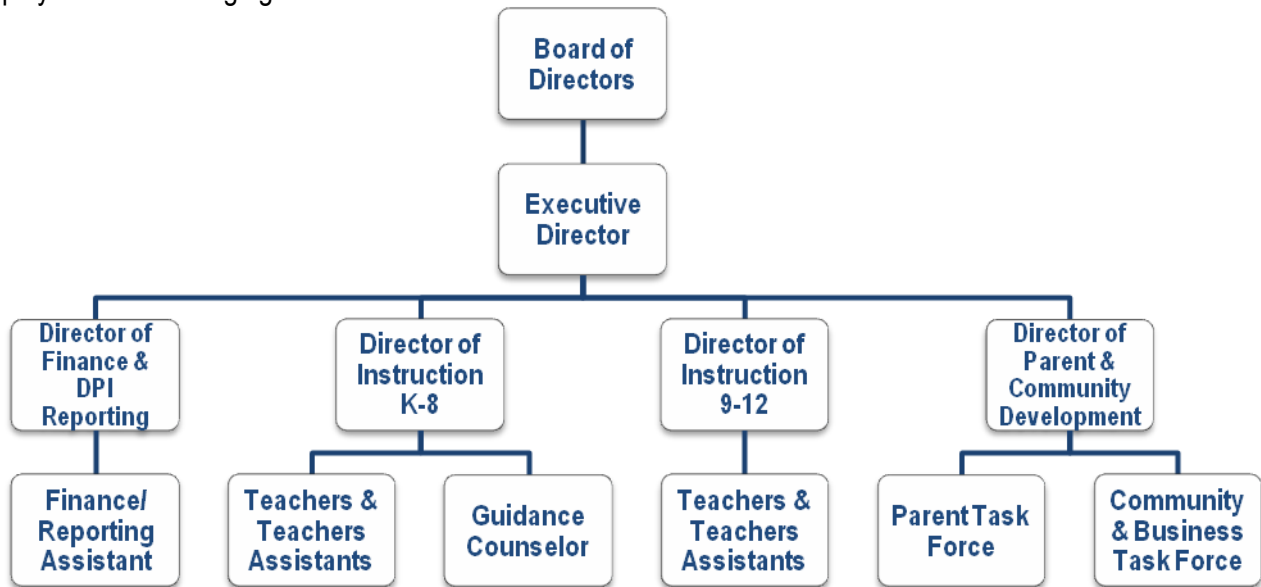 Board of
Directors
Executive
Director
Director of
Finance &
DPI
Reporting
Director of
Instruction
K-8
Director of
Instruction
9-12
Director of
Parent &
Community
Development
Finance/
Reporting
Assistant
Teachers &
Teachers
Assistants
Guidance
Counselor
Teachers &
Teachers
Assistants
Parent Task
Force
Community
& Business
Task Force